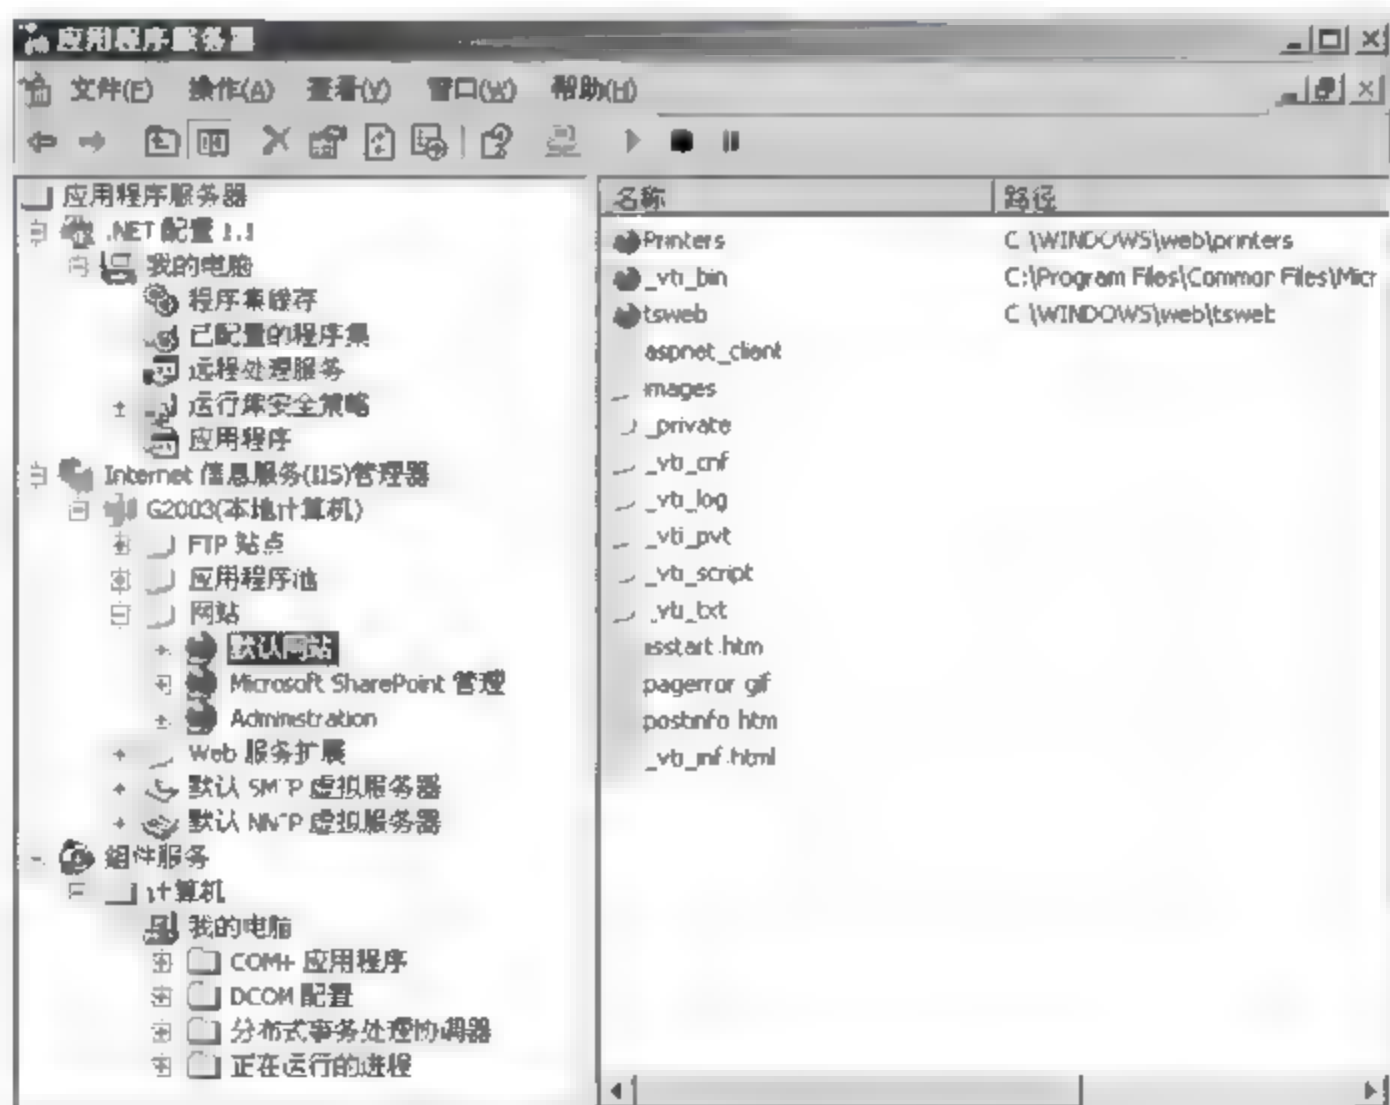 应用程序服务器
文件(F) 操作(A) 查看(V) 窗口(W) 帮助(H)
应用程序服务器
.NET 配置 1.1
我的电脑
程序集缓存
已配置的程序集
远程处理服务
运行库安全策略
应用程序
Internet 信息服务(IIS)管理器
G2003(本地计算机)
FTP 站点
应用程序池
网站
默认网站
Microsoft SharePoint 管理
Administration
Web 服务扩展
默认 SMTP 虚拟服务器
默认 NNTP 虚拟服务器
组件服务
计算机
我的电脑
COM+ 应用程序
DCOM 配置
分布式事务处理协调器
正在运行的进程
名称 路径
Printers C:\WINDOWS\web\printers
_vti_bin C:\Program Files\Common Files\Micr
tsweb C:\WINDOWS\web\tsweb
aspnet_client
images
_private
_vti_cnf
_vti_log
_vti_pvt
_vti_script
_vti_txt
iisstart.htm
pagerror.gif
postinfo.htm
_vti_inf.html